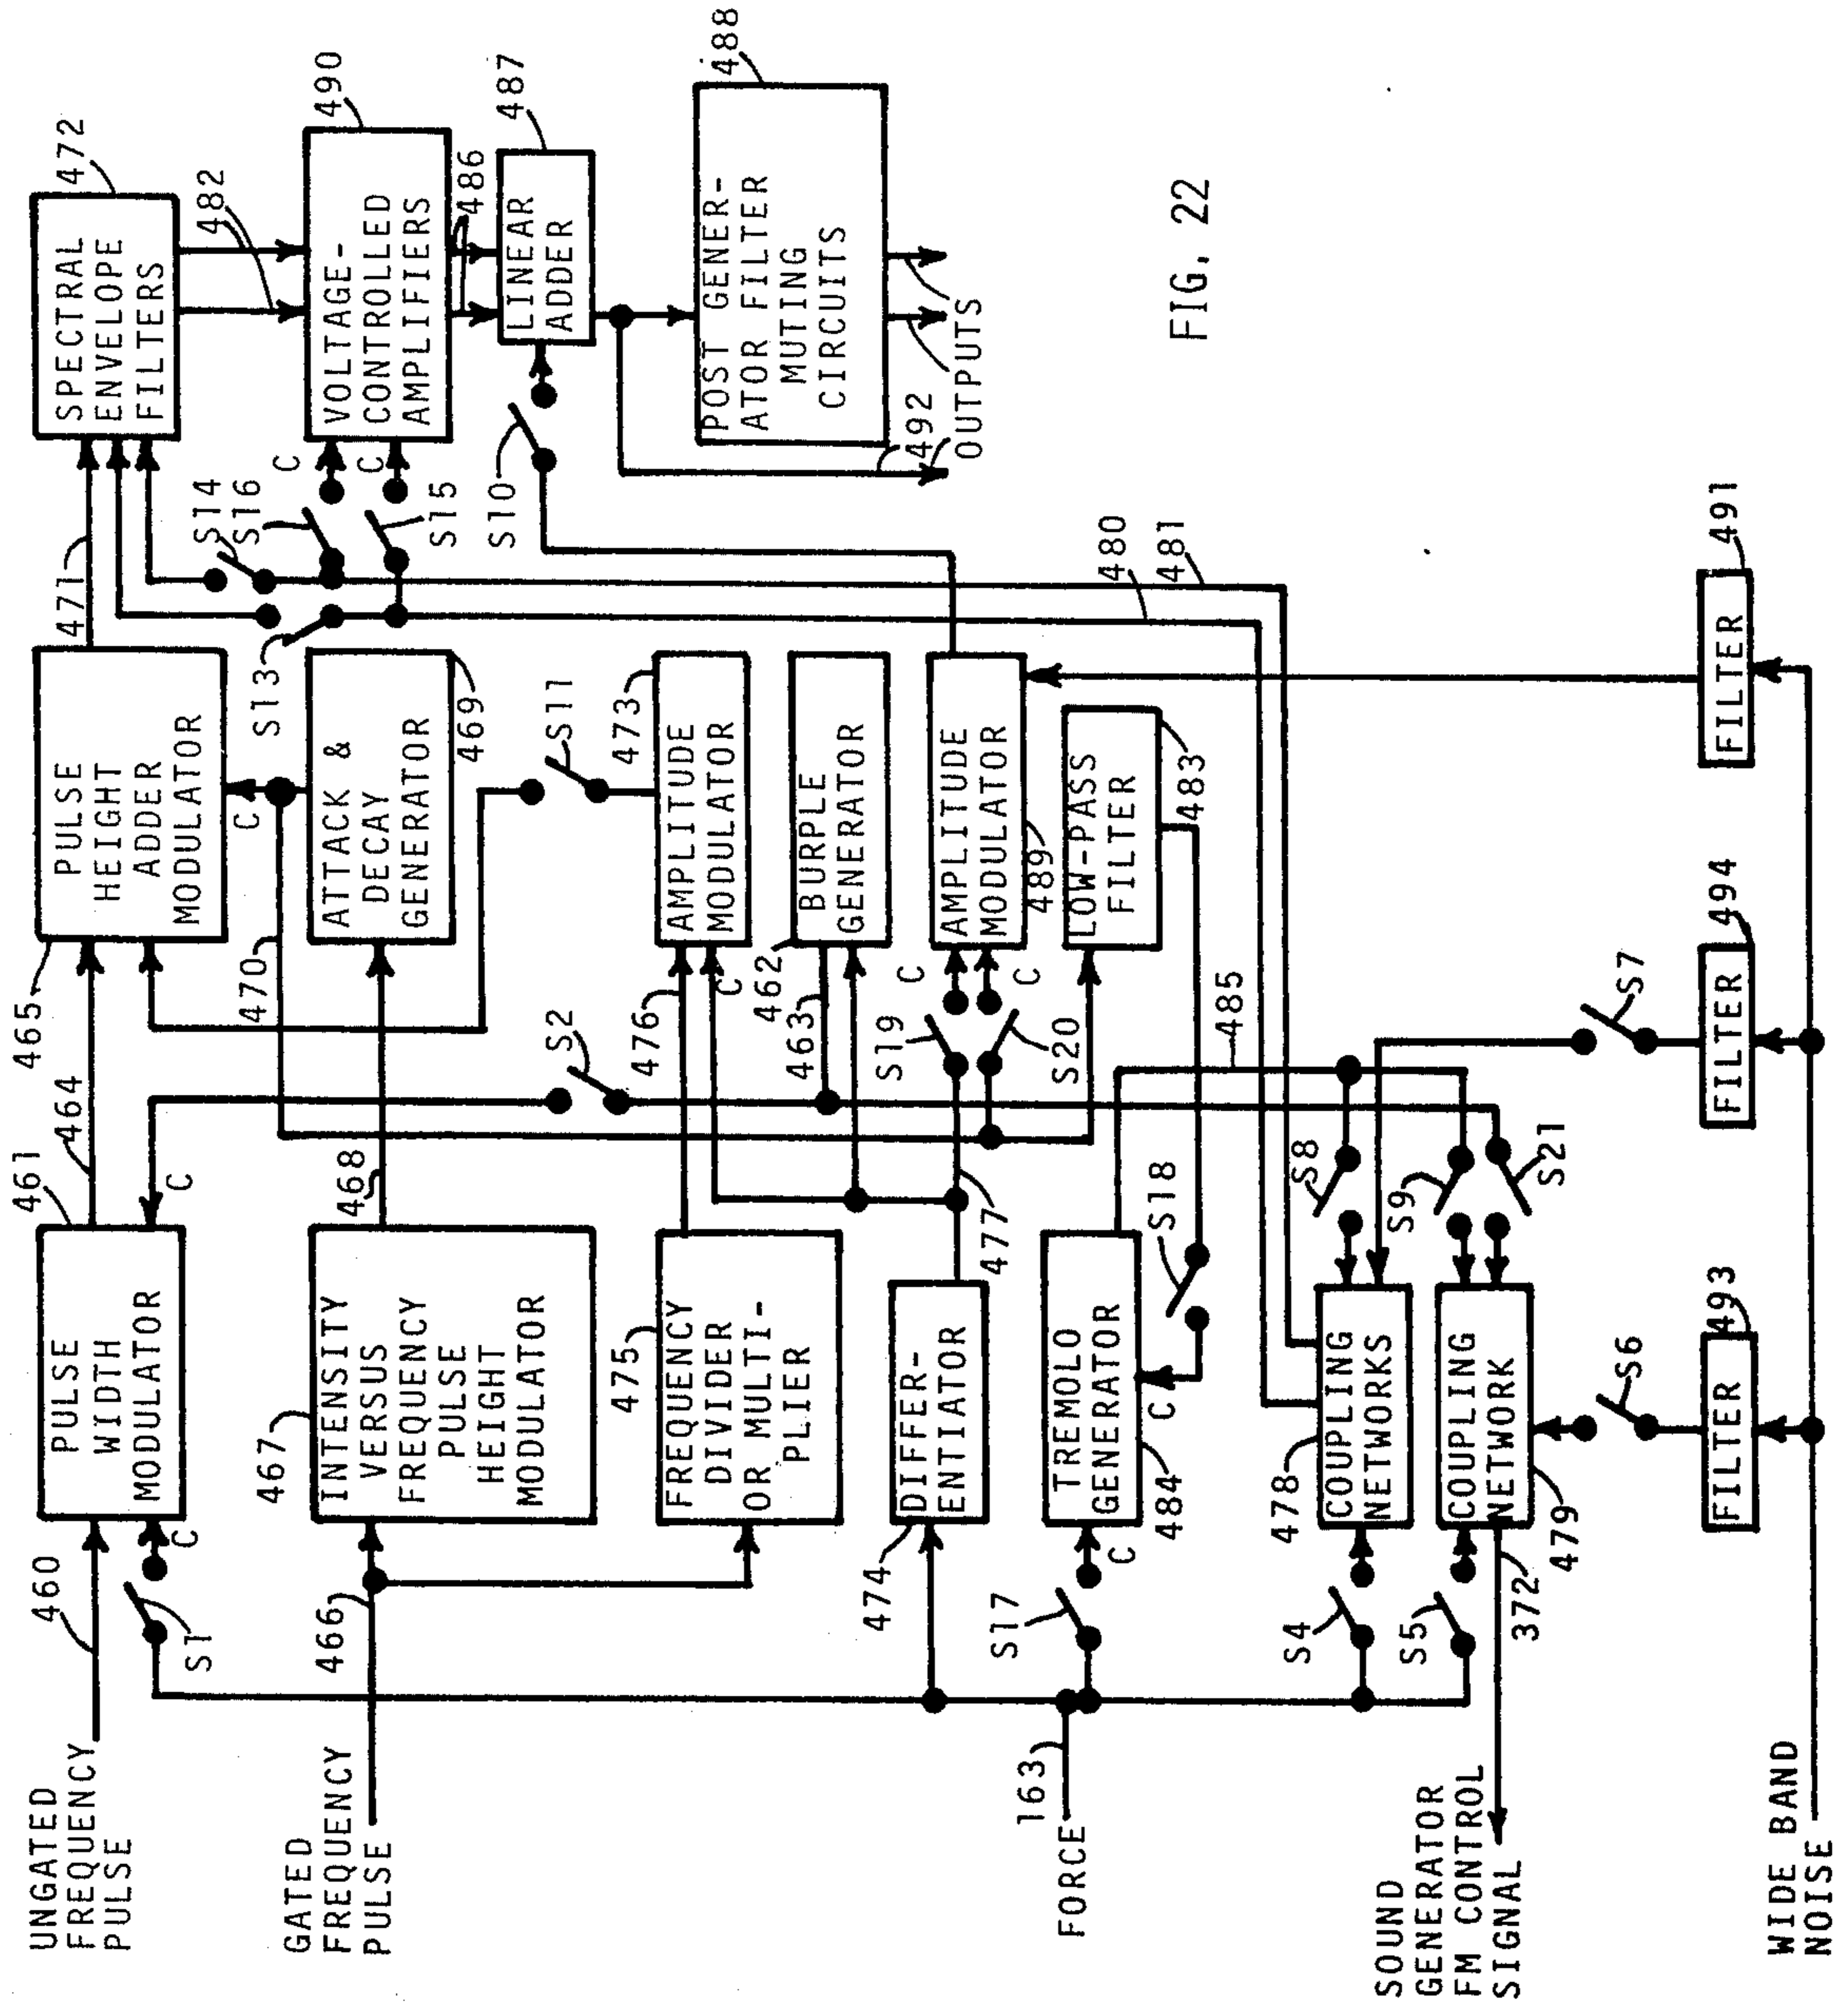 UNGATED
FREQUENCY
PULSE
460
S1
C
461
PULSE
WIDTH
MODULATOR
C
464
465
PULSE
HEIGHT
ADDER
MODULATOR
C
471
472
SPECTRAL
ENVELOPE
FILTERS
482
GATED
FREQUENCY
PULSE
466
467
INTENSITY
VERSUS
FREQUENCY
PULSE
HEIGHT
MODULATOR
468
470
ATTACK &
DECAY
GENERATOR
469
S13
S14
S16
C
C
S15
490
VOLTAGE-
CONTROLLED
AMPLIFIERS
486
487
LINEAR
ADDER
S10
475
FREQUENCY
DIVIDER
OR MULTI-
PLIER
S2
476
C
S11
473
AMPLITUDE
MODULATOR
488
POST GENER-
ATOR FILTER
MUTING
CIRCUITS
492
OUTPUTS
462
463
BURPLE
GENERATOR
474
DIFFER-
ENTIATOR
477
S19
C
C
S20
AMPLITUDE
MODULATOR
489
163
FORCE
S17
C
TREMOLO
GENERATOR
484
C
S18
LOW-PASS
FILTER
483
485
480
481
FIG. 22
SOUND
GENERATOR
FM CONTROL
SIGNAL
S4
S5
372
478
COUPLING
NETWORKS
S8
COUPLING
NETWORK
479
S9
S21
S6
S7
WIDE BAND
NOISE
FILTER
493
FILTER
494
FILTER
491